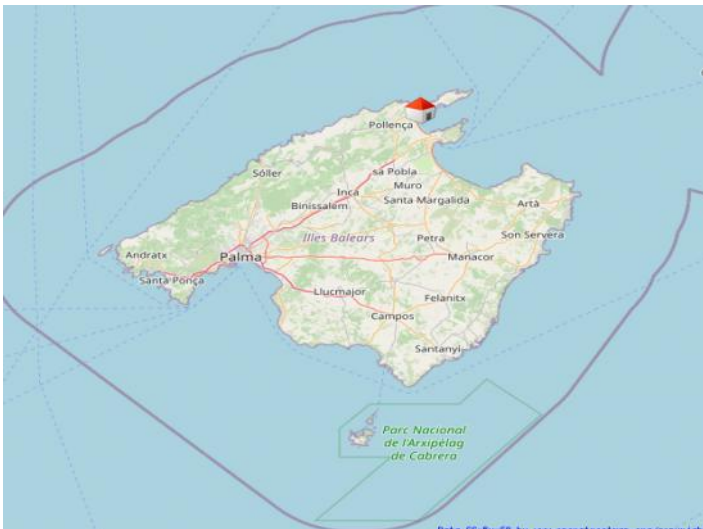 Pollença
sa Pobla
Sóller
Muro
Inca
Santa Margalida
Artà
Binissalem
Illes Balears
Petra
Son Servera
Andratx
Palma
Manacor
Santa Ponça
Llucmajor
Felanitx
Campos
Santanyí
Parc Nacional
de l'Arxipèlag
de Cabrera